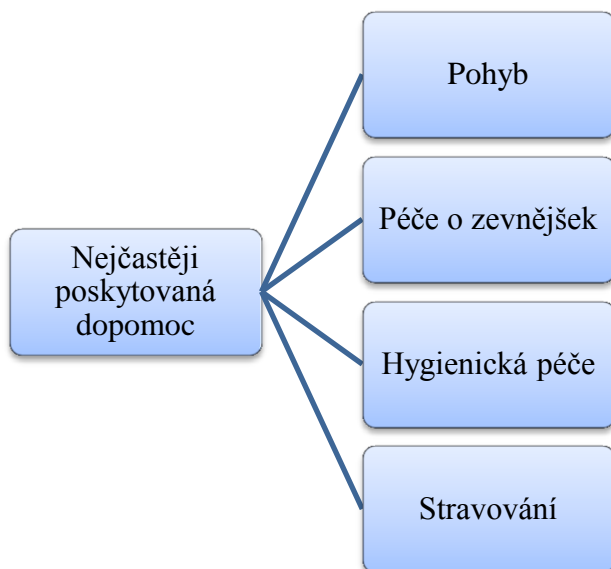 Nejčastěji
poskytovaná
dopomoc
Pohyb
Péče o zevnějšek
Hygienická péče
Stravování